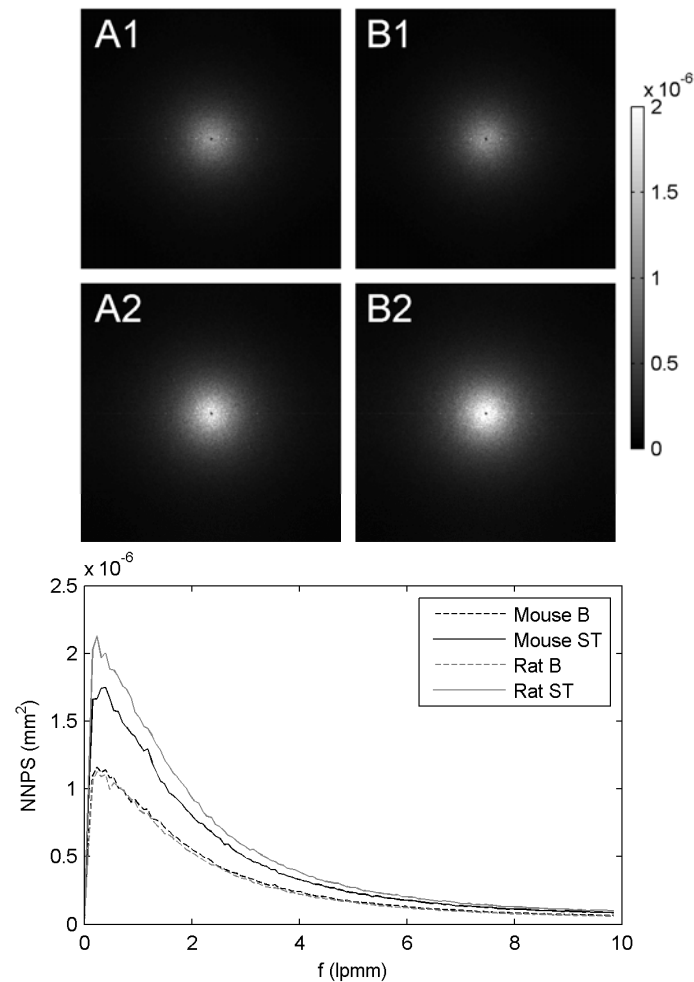 A1
B1
x 10⁻⁶
2
1.5
1
0.5
0
A2
B2
x 10⁻⁶
2.5
2
1.5
1
0.5
0
NNPS (mm²)
Mouse B
Mouse ST
Rat B
Rat ST
0 2 4 6 8 10
f (lpmm)